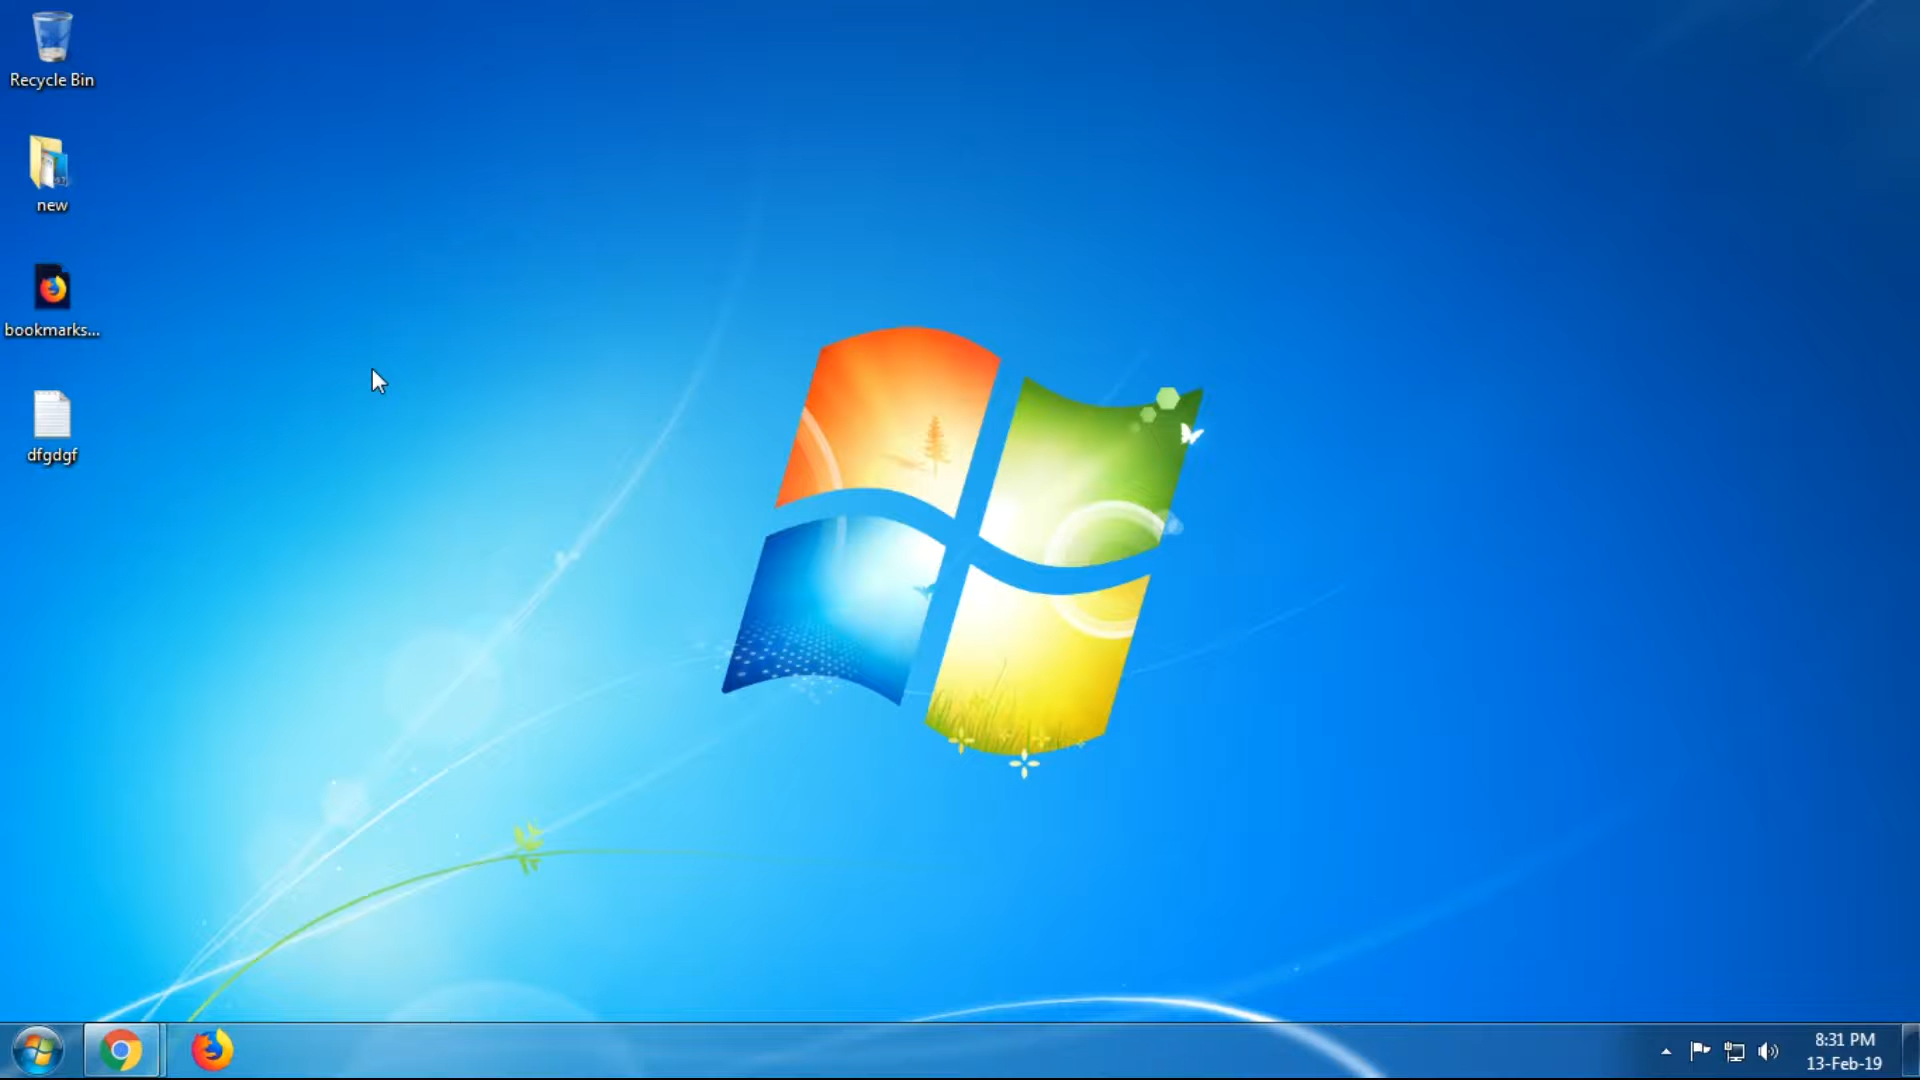 Recycle Bin
new
bookmarks...
dfgdgf
8:31 PM
13-Feb-19